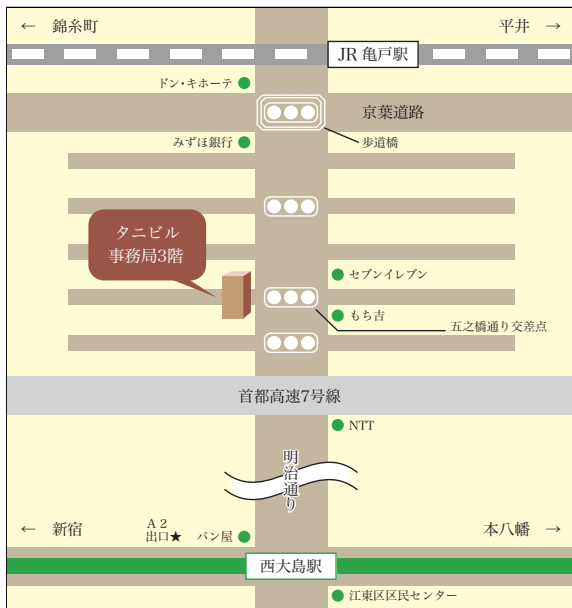 ← 錦糸町
平井 →
JR 亀戸駅
ドン・キホーテ
京葉道路
みずほ銀行
歩道橋
タニビル
事務局3階
セブンイレブン
もち吉
五之橋通り交差点
首都高速7号線
NTT
明治通り
← 新宿
A2
出口★
パン屋
本八幡 →
西大島駅
江東区区民センター